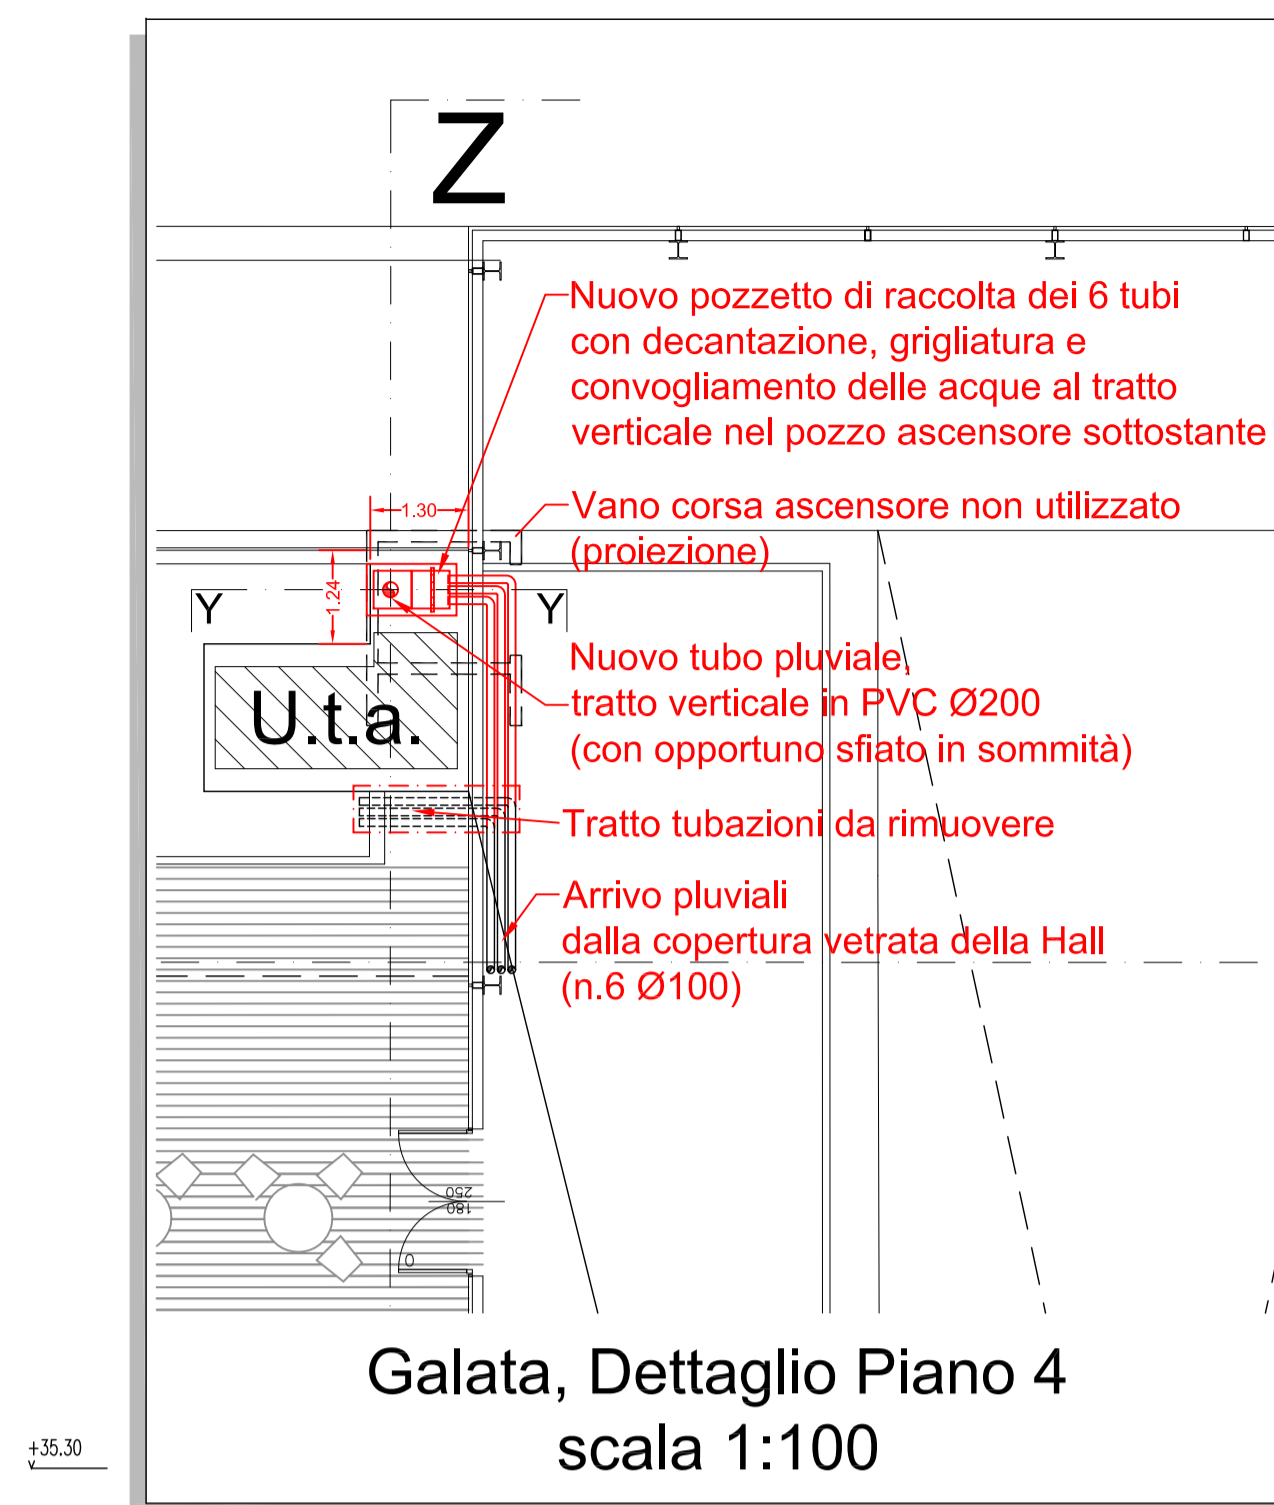 Z
Nuovo pozzetto di raccolta dei 6 tubi
con decantazione, grigliatura e
convogliamento delle acque al tratto
verticale nel pozzo ascensore sottostante
1.30
Vano corsa ascensore non utilizzato
(proiezione)
1.24
Y
Y
Nuovo tubo pluviale,
tratto verticale in PVC Ø200
(con opportuno sfiato in sommità)
U.t.a.
Tratto tubazioni da rimuovere
Arrivo pluviali
dalla copertura vetrata della Hall
(n.6 Ø100)
250
180
0
Galata, Dettaglio Piano 4
scala 1:100
+35.30